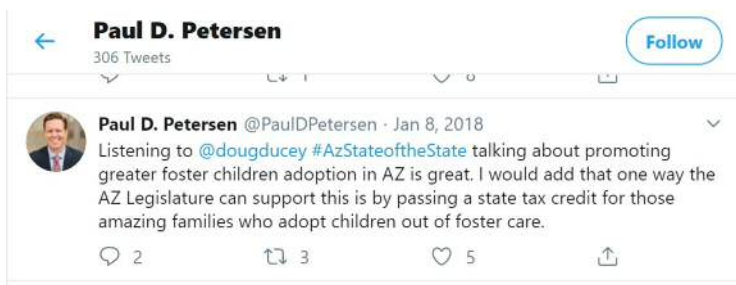 Paul D. Petersen
306 Tweets
Follow
Paul D. Petersen @PaulDPetersen · Jan 8, 2018
Listening to @dougducey #AzStateoftheState talking about promoting
greater foster children adoption in AZ is great. I would add that one way the
AZ Legislature can support this is by passing a state tax credit for those
amazing families who adopt children out of foster care.
2 3 5